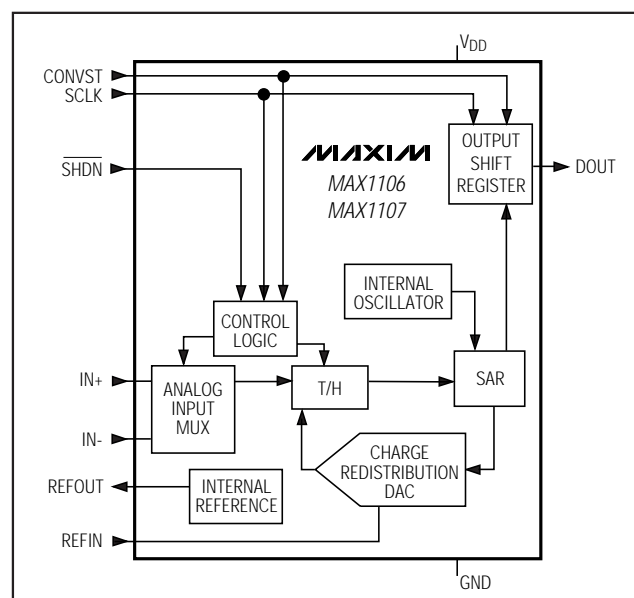 VDD
CONVST
SCLK
SHDN
MAXIM
MAX1106
MAX1107
OUTPUT
SHIFT
REGISTER
DOUT
INTERNAL
OSCILLATOR
CONTROL
LOGIC
IN+
IN-
ANALOG
INPUT
MUX
T/H
SAR
CHARGE
REDISTRIBUTION
DAC
REFOUT
INTERNAL
REFERENCE
REFIN
GND